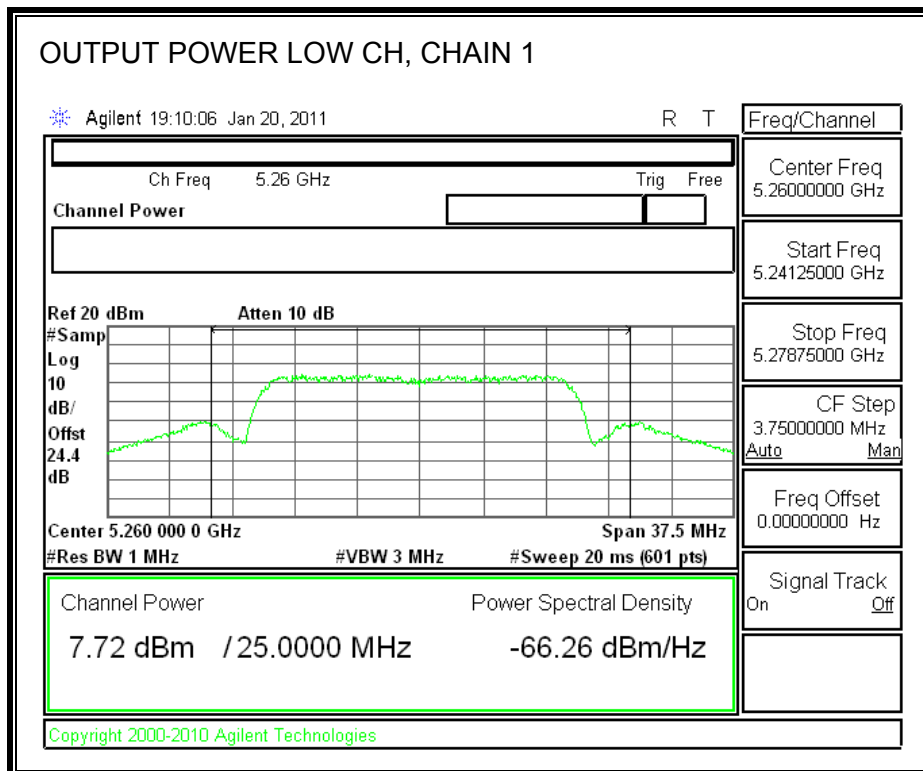 OUTPUT POWER LOW CH, CHAIN 1
Agilent 19:10:06 Jan 20, 2011 R T
Freq/Channel
Ch Freq 5.26 GHz Trig Free
Channel Power
Center Freq
5.26000000 GHz
Start Freq
5.24125000 GHz
Stop Freq
5.27875000 GHz
CF Step
3.75000000 MHz
Auto Man
Freq Offset
0.00000000 Hz
Signal Track
On Off
Ref 20 dBm Atten 10 dB
#Samp
Log
10
dB/
Offst
24.4
dB
Center 5.260 000 0 GHz Span 37.5 MHz
#Res BW 1 MHz #VBW 3 MHz #Sweep 20 ms (601 pts)
Channel Power Power Spectral Density
7.72 dBm / 25.0000 MHz -66.26 dBm/Hz
Copyright 2000-2010 Agilent Technologies